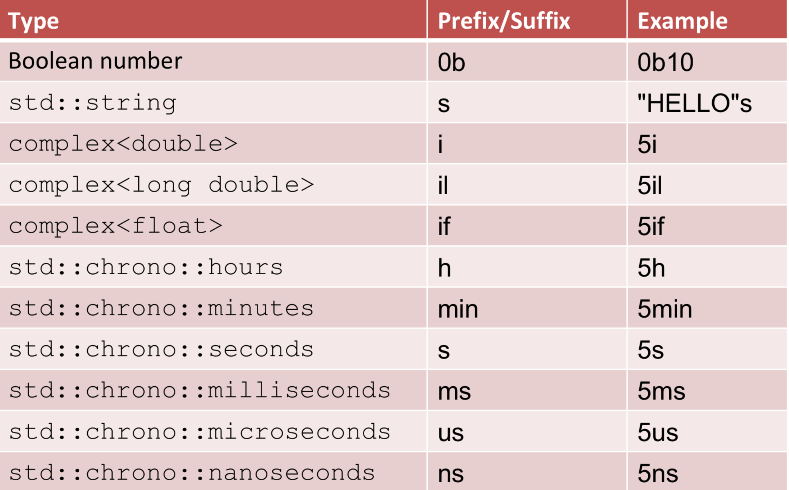 Type Prefix/Suffix Example
Boolean number 0b 0b10
std::string s "HELLO"s
complex<double> i 5i
complex<long double> il 5il
complex<float> if 5if
std::chrono::hours h 5h
std::chrono::minutes min 5min
std::chrono::seconds s 5s
std::chrono::milliseconds ms 5ms
std::chrono::microseconds us 5us
std::chrono::nanoseconds ns 5ns